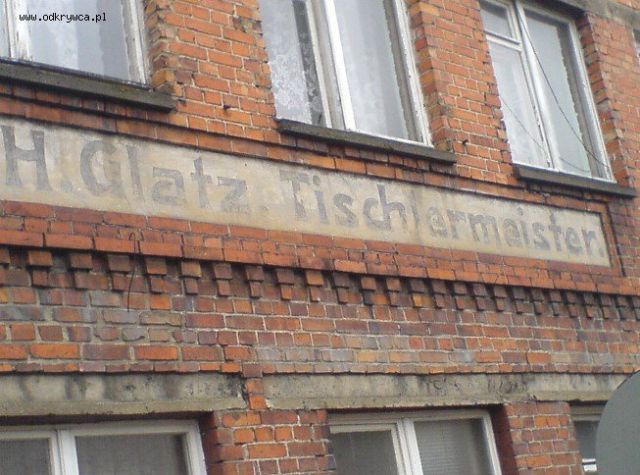 www.odkrywca.pl
H. Glatz. Tischlermeister.